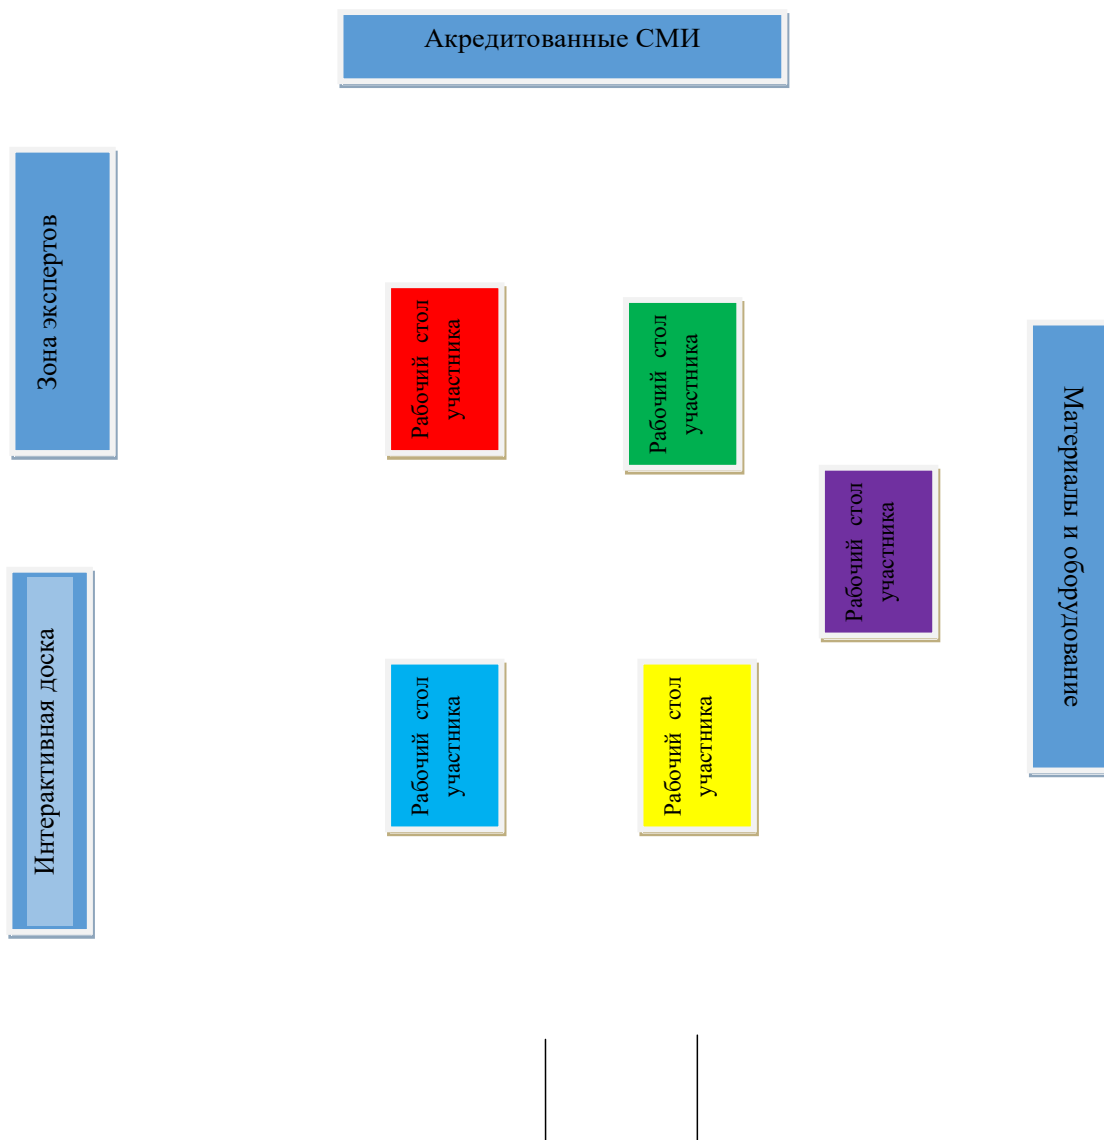 Акредитованные СМИ
Зона экспертов
Рабочий стол
участника
Рабочий стол
участника
Рабочий стол
участника
Материалы и оборудование
Интерактивная доска
Рабочий стол
участника
Рабочий стол
участника